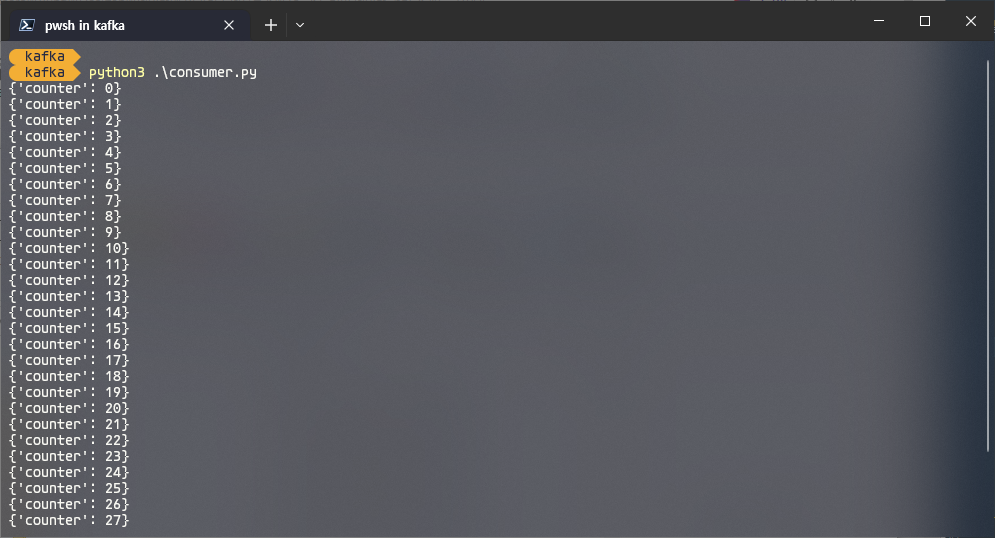 pwsh in kafka
kafka
kafka python3 .\consumer.py
{'counter': 0}
{'counter': 1}
{'counter': 2}
{'counter': 3}
{'counter': 4}
{'counter': 5}
{'counter': 6}
{'counter': 7}
{'counter': 8}
{'counter': 9}
{'counter': 10}
{'counter': 11}
{'counter': 12}
{'counter': 13}
{'counter': 14}
{'counter': 15}
{'counter': 16}
{'counter': 17}
{'counter': 18}
{'counter': 19}
{'counter': 20}
{'counter': 21}
{'counter': 22}
{'counter': 23}
{'counter': 24}
{'counter': 25}
{'counter': 26}
{'counter': 27}